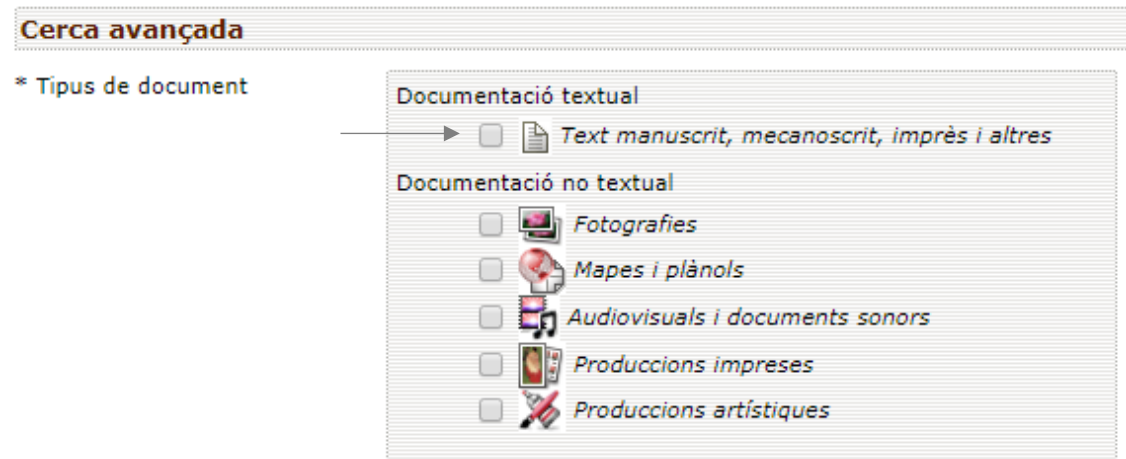 Cerca avançada
* Tipus de document
Documentació textual
Text manuscrit, mecanoscrit, imprès i altres
Documentació no textual
Fotografies
Mapes i plànols
Audiovisuals i documents sonors
Produccions impreses
Produccions artístiques